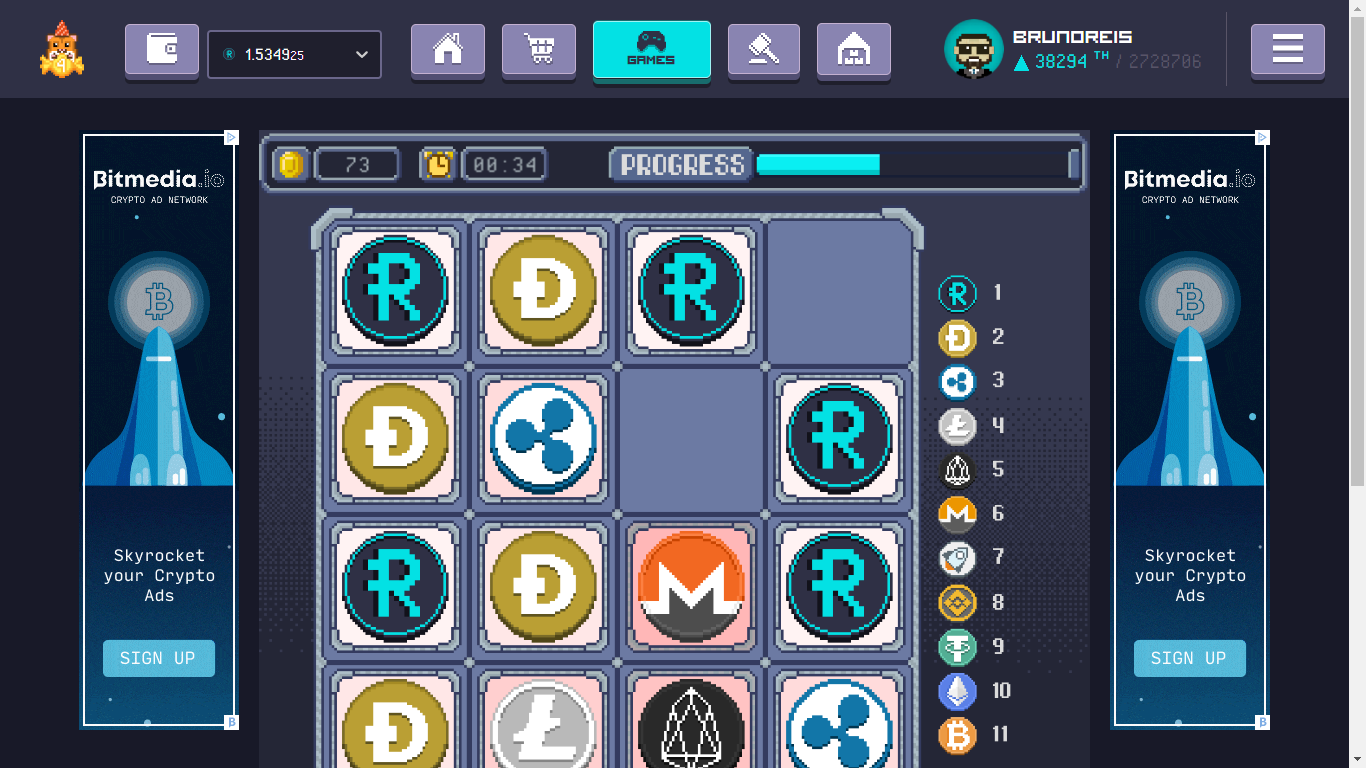 1.534925
GAMES
BRUNOREIS
38294 TH / 2728706
73
00:34
PROGRESS
Bitmedia.io
CRYPTO AD NETWORK
Skyrocket
your Crypto
Ads
SIGN UP
1
2
3
4
5
6
7
8
9
10
11
Bitmedia.io
CRYPTO AD NETWORK
Skyrocket
your Crypto
Ads
SIGN UP